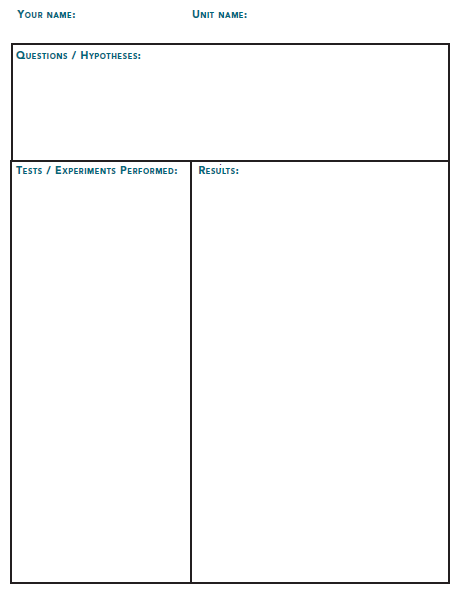 Your name: Unit name:
Questions / Hypotheses:
Tests / Experiments Performed: Results: